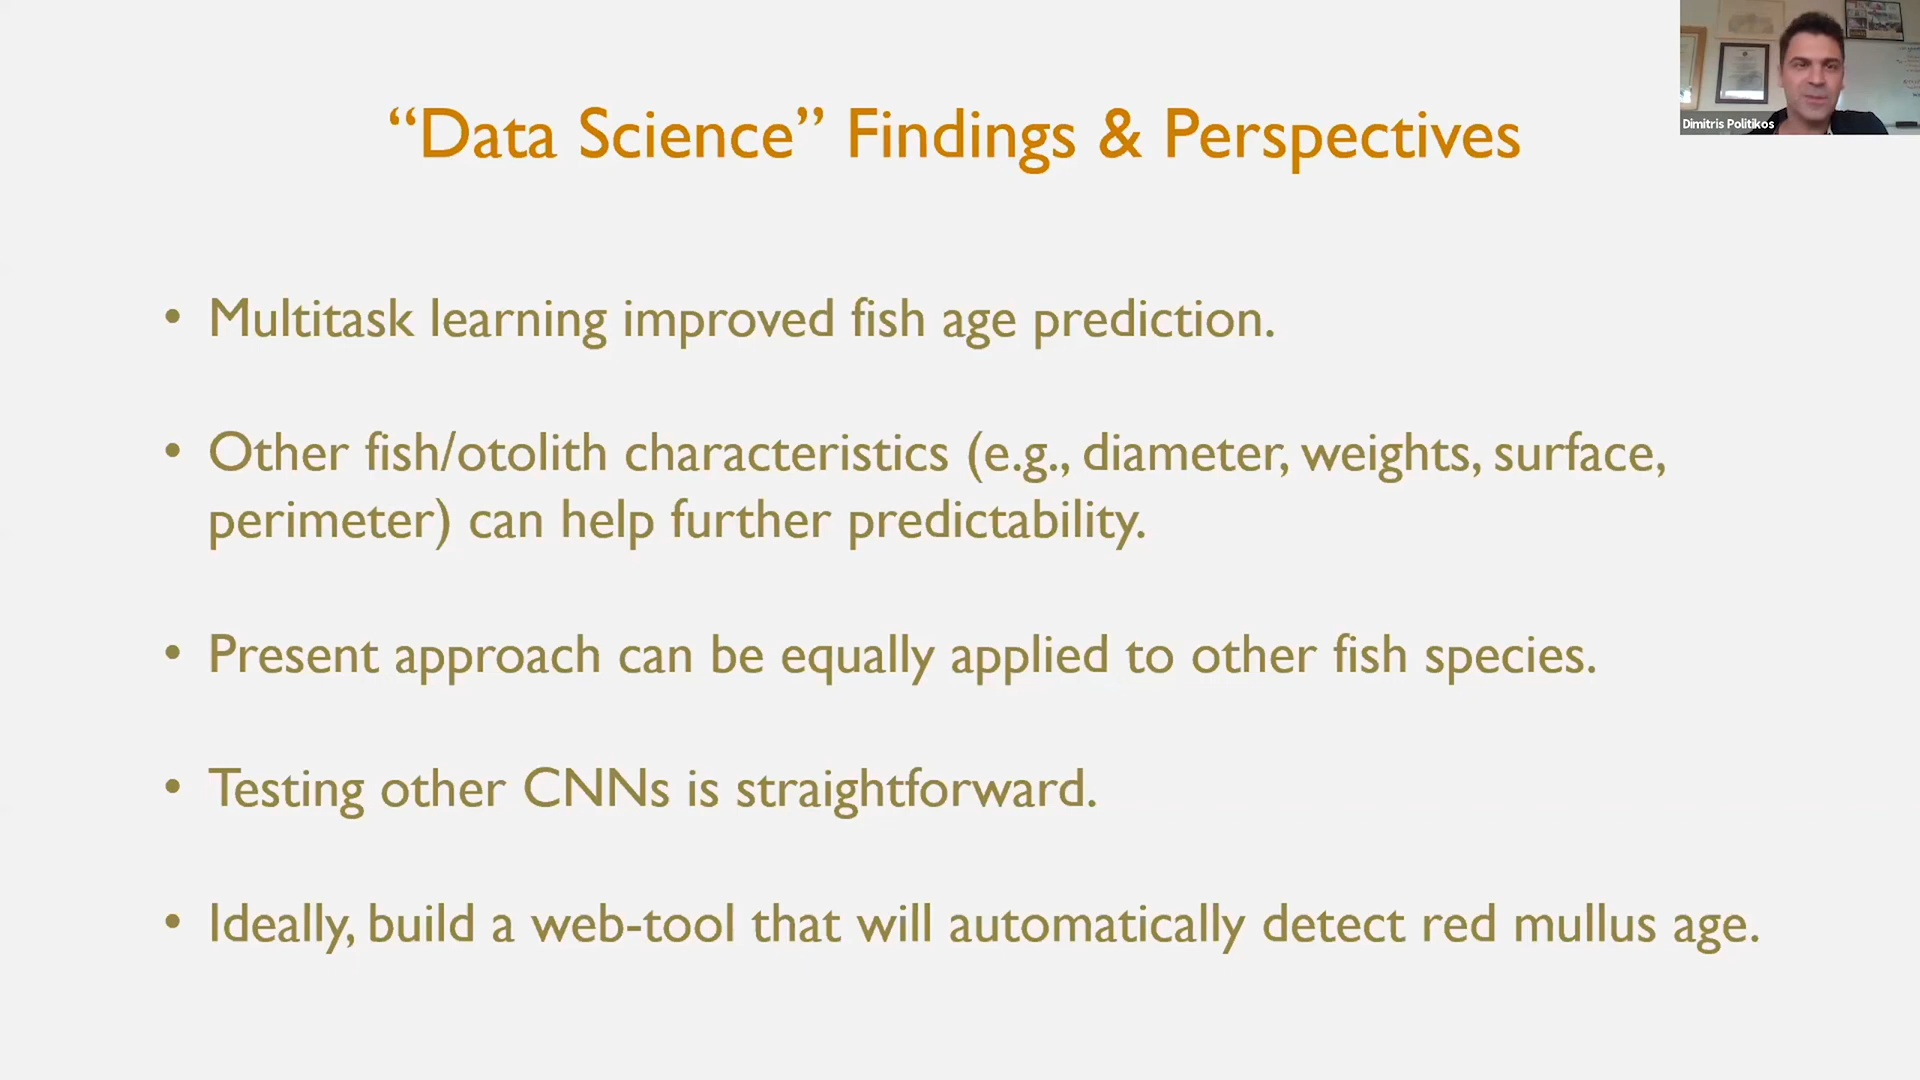 “Data Science” Findings & Perspectives
Dimitris Politikos
• Multitask learning improved fish age prediction.
• Other fish/otolith characteristics (e.g., diameter, weights, surface,
perimeter) can help further predictability.
• Present approach can be equally applied to other fish species.
• Testing other CNNs is straightforward.
• Ideally, build a web-tool that will automatically detect red mullus age.